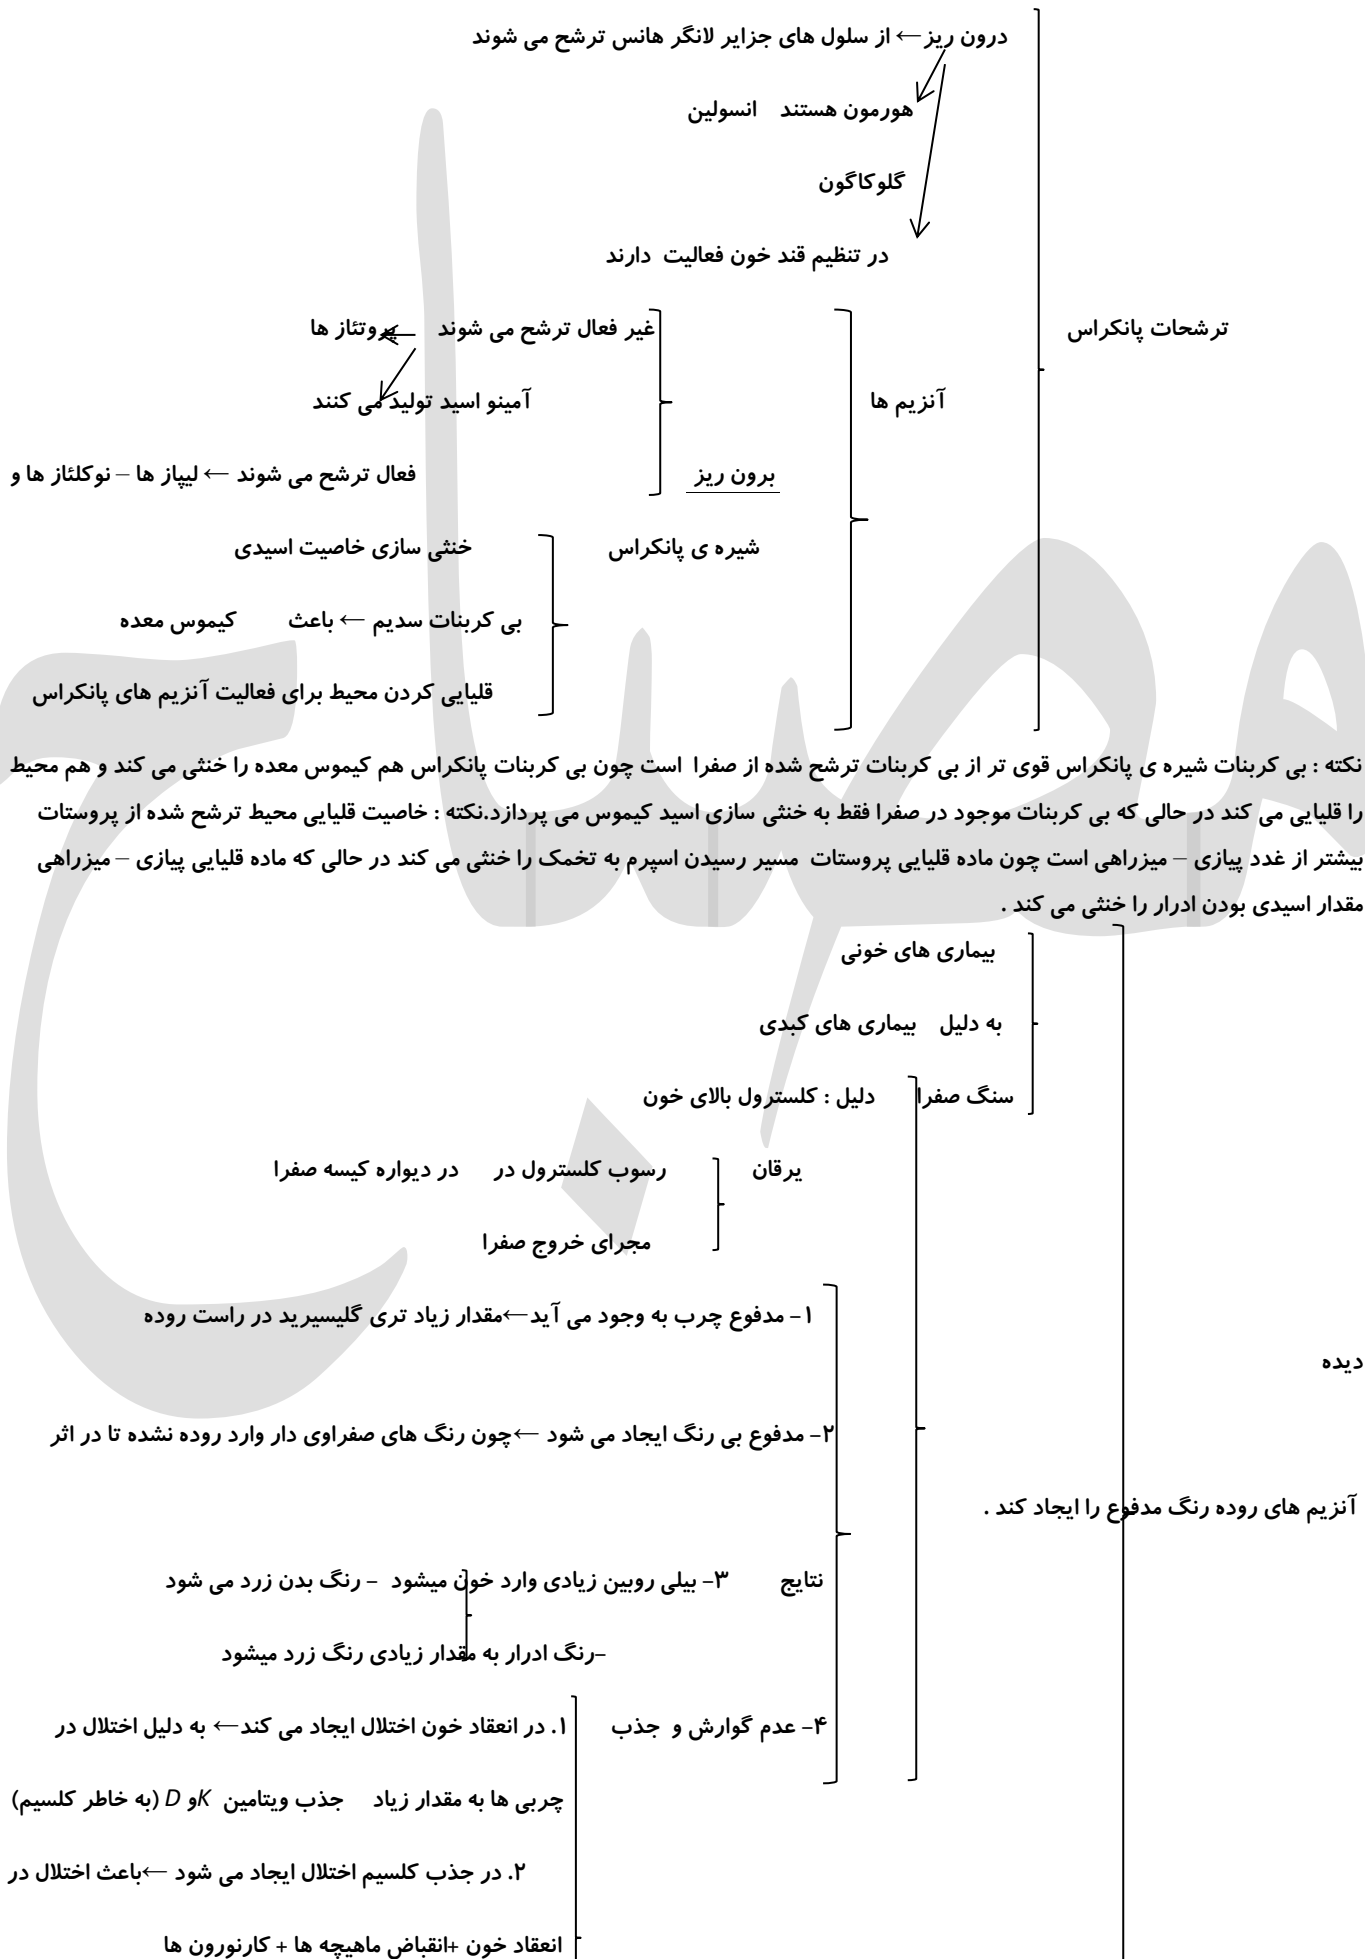 درون ریز← از سلول های جزایر لانگر هانس ترشح می شوند
هورمون هستند انسولین
گلوکاگون
در تنظیم قند خون فعالیت دارند
ترشحات پانکراس غیر فعال ترشح می شوند ← پروتئاز ها
آنزیم ها آمینو اسید تولید می کنند
برون ریز فعال ترشح می شوند ← لیپاز ها – نوکلئاز ها و
شیره ی پانکراس خنثی سازی خاصیت اسیدی
بی کربنات سدیم ← باعث کیموس معده
قلیایی کردن محیط برای فعالیت آنزیم های پانکراس
نکته : بی کربنات شیره ی پانکراس قوی تر از بی کربنات ترشح شده از صفرا است چون بی کربنات پانکراس هم کیموس معده را خنثی می کند و هم محیط
را قلیایی می کند در حالی که بی کربنات موجود در صفرا فقط به خنثی سازی اسید کیموس می پردازد.نکته : خاصیت قلیایی محیط ترشح شده از پروستات
بیشتر از غدد پیازی – میزراهی است چون ماده قلیایی پروستات مسیر رسیدن اسپرم به تخمک را خنثی می کند در حالی که ماده قلیایی پیازی – میزراهی
مقدار اسیدی بودن ادرار را خنثی می کند .
بیماری های خونی
به دلیل بیماری های کبدی
سنگ صفرا دلیل : کلسترول بالای خون
یرقان رسوب کلسترول در در دیواره کیسه صفرا
مجرای خروج صفرا
۱- مدفوع چرب به وجود می آید←مقدار زیاد تری گلیسیرید در راست روده
دیده
۲- مدفوع بی رنگ ایجاد می شود ←چون رنگ های صفراوی دار وارد روده نشده تا در اثر
آنزیم های روده رنگ مدفوع را ایجاد کند .
نتایج ۳- بیلی روبین زیادی وارد خون میشود - رنگ بدن زرد می شود
-رنگ ادرار به مقدار زیادی رنگ زرد میشود
۴- عدم گوارش و جذب ۱. در انعقاد خون اختلال ایجاد می کند← به دلیل اختلال در
چربی ها به مقدار زیاد جذب ویتامین K و D (به خاطر کلسیم)
۲. در جذب کلسیم اختلال ایجاد می شود ←باعث اختلال در
انعقاد خون +انقباض ماهیچه ها + کارنورون ها
مصباح